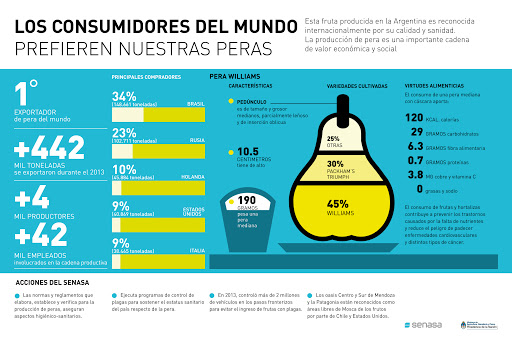 LOS CONSUMIDORES DEL MUNDO
PREFIEREN NUESTRAS PERAS
Esta fruta producida en la Argentina es reconocida
internacionalmente por su calidad y sanidad.
La producción de pera es una importante cadena
de valor económica y social
1°
EXPORTADOR
de pera del mundo
+442
MIL TONELADAS
se exportaron durante el 2013
+4
MIL PRODUCTORES
+42
MIL EMPLEADOS
involucrados en la cadena productiva
PRINCIPALES COMPRADORES
34%
(148.661 toneladas)
BRASIL
23%
(102.711 toneladas)
RUSIA
10%
(45.894 toneladas)
HOLANDA
9%
(40.869 toneladas)
ESTADOS
UNIDOS
9%
(38.465 toneladas)
ITALIA
PERA WILLIAMS
CARACTERÍSTICAS
PEDÚNCULO
es de tamaño y grosor
medianos, parcialmente leñoso
y de inserción oblicua
10.5
CENTÍMETROS
tiene de alto
190
GRAMOS
pesa una
pera
mediana
VARIEDADES CULTIVADAS
25%
OTRAS
30%
PACKHAM'S
TRIUMPH
45%
WILLIAMS
VIRTUDES ALIMENTICIAS
El consumo de una pera mediana
con cáscara aporta:
120 KCAL. calorías
29 GRAMOS carbohidratos
6.3 GRAMOS fibra alimentaria
0.7 GRAMOS proteínas
3.8 MG cobre y vitamina C
0 grasas y sodio
El consumo de frutas y hortalizas
contribuye a prevenir los trastornos
causados por la falta de nutrientes
y reduce el peligro de padecer
enfermedades cardiovasculares
y distintos tipos de cáncer.
ACCIONES DEL SENASA
Las normas y reglamentos que
elabora, establece y verifica para la
producción de peras, aseguran
aspectos higiénico-sanitarios.
Ejecuta programas de control de
plagas para sostener el estatus sanitario
del país respecto de la pera.
En 2013, controló más de 2 millones
de vehículos en los pasos fronterizos
para evitar el ingreso de frutas con plagas.
Los oasis Centro y Sur de Mendoza
y la Patagonia están reconocidos como
áreas libres de Mosca de los frutos
por parte de Chile y Estados Unidos.
senasa